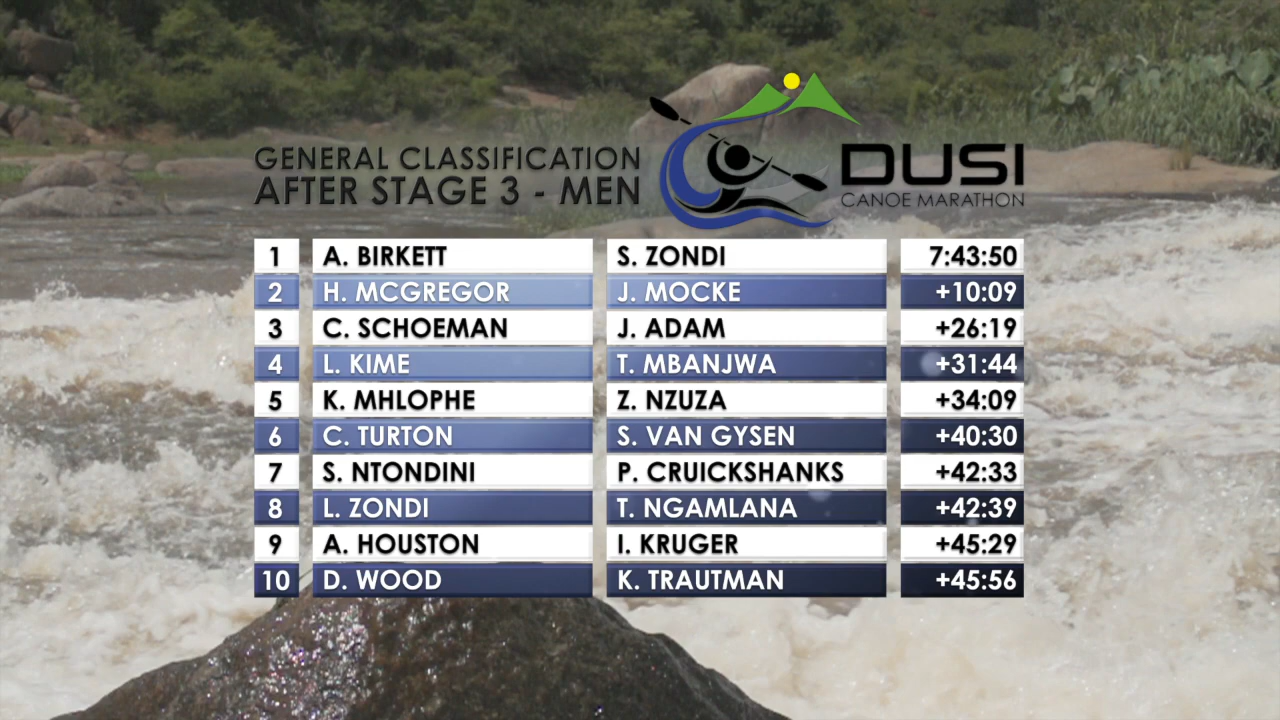 GENERAL CLASSIFICATION
AFTER STAGE 3 - MEN
DUSI
CANOE MARATHON
1 A. BIRKETT S. ZONDI 7:43:50
2 H. MCGREGOR J. MOCKE +10:09
3 C. SCHOEMAN J. ADAM +26:19
4 L. KIME T. MBANJWA +31:44
5 K. MHLOPHE Z. NZUZA +34:09
6 C. TURTON S. VAN GYSEN +40:30
7 S. NTONDINI P. CRUICKSHANKS +42:33
8 L. ZONDI T. NGAMLANA +42:39
9 A. HOUSTON I. KRUGER +45:29
10 D. WOOD K. TRAUTMAN +45:56